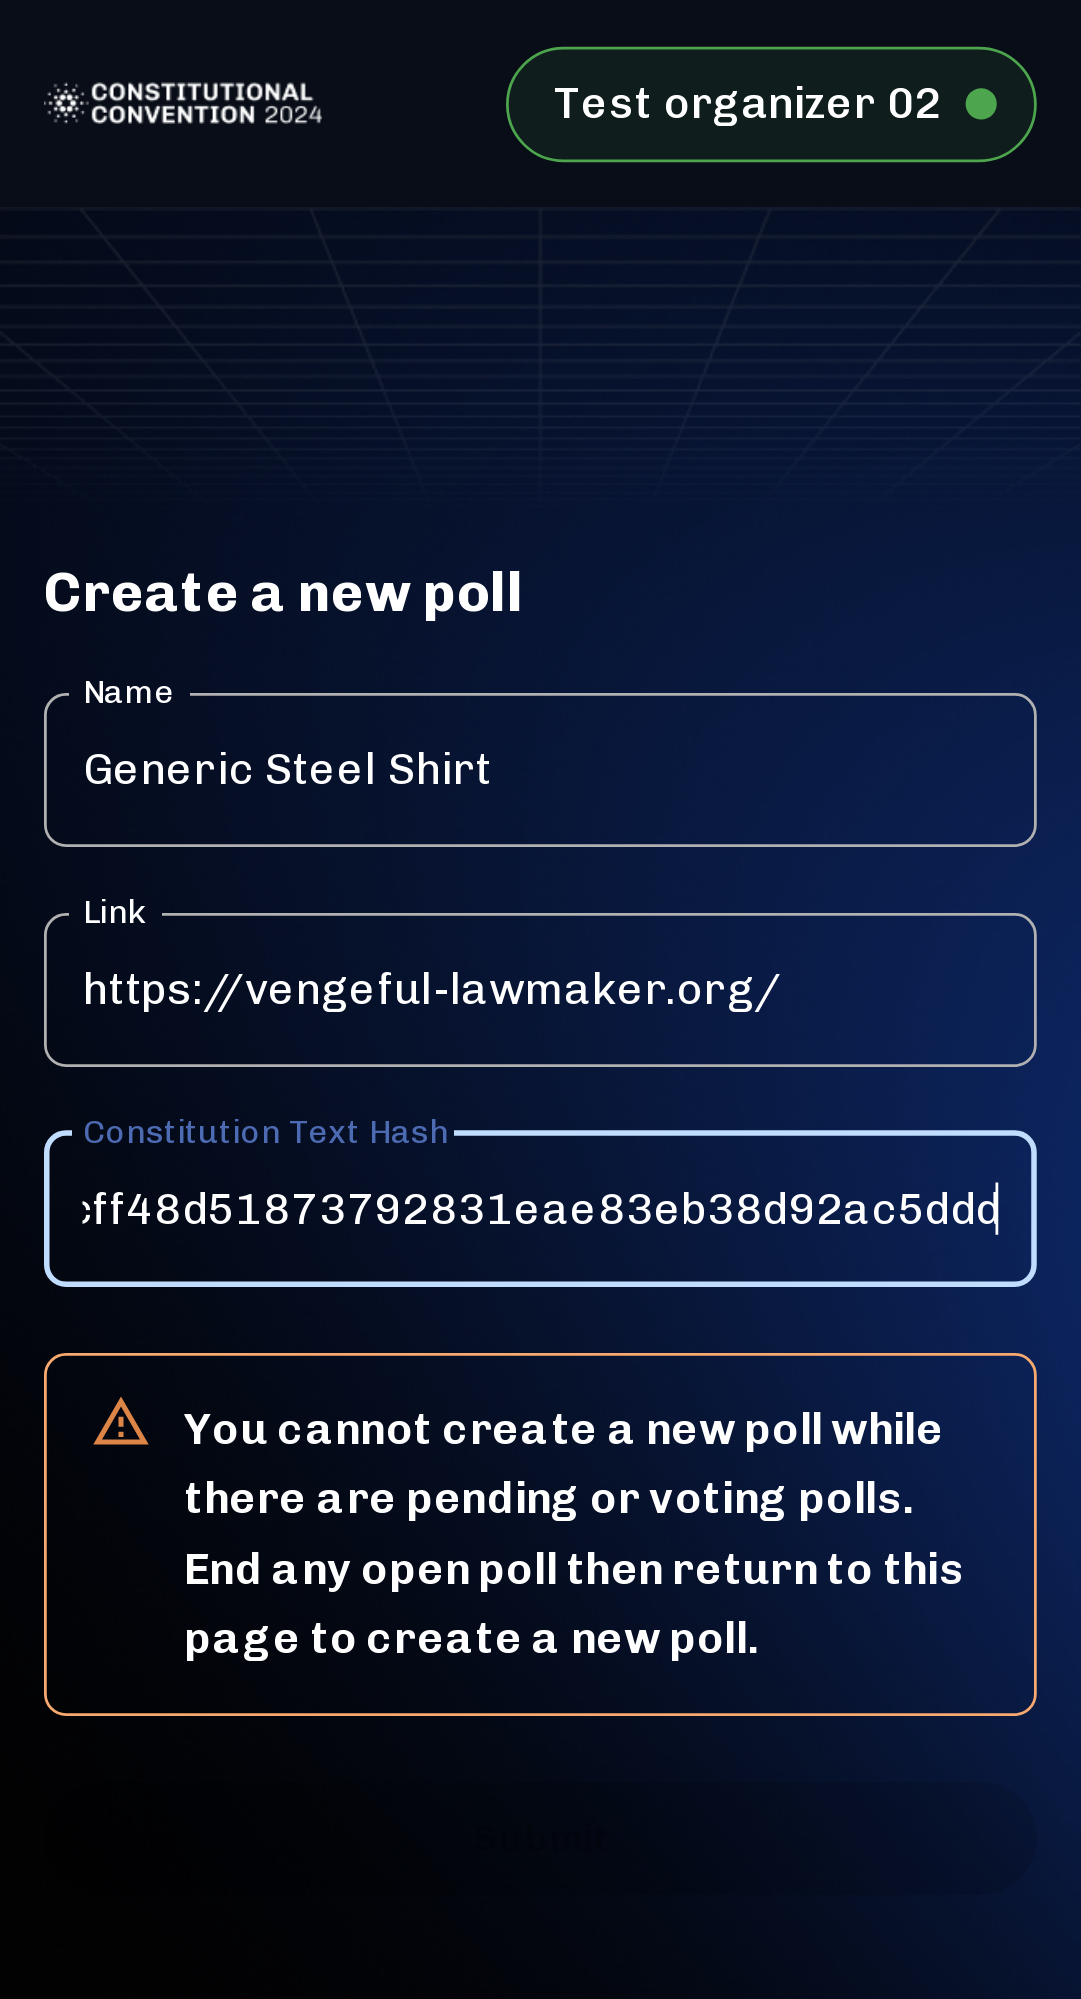 CONSTITUTIONAL
CONVENTION 2024
Test organizer 02
Create a new poll
Name
Generic Steel Shirt
Link
https://vengeful-lawmaker.org/
Constitution Text Hash
cff48d51873792831eae83eb38d92ac5ddd
You cannot create a new poll while
there are pending or voting polls.
End any open poll then return to this
page to create a new poll.
Submit